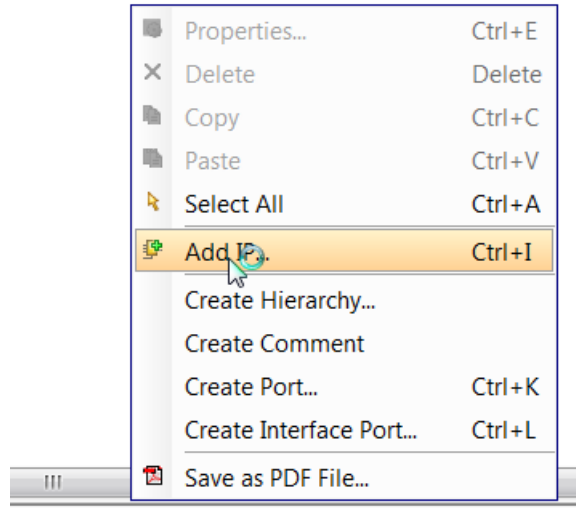 Properties... Ctrl+E
Delete Delete
Copy Ctrl+C
Paste Ctrl+V
Select All Ctrl+A
Add IP... Ctrl+I
Create Hierarchy...
Create Comment
Create Port... Ctrl+K
Create Interface Port... Ctrl+L
Save as PDF File...